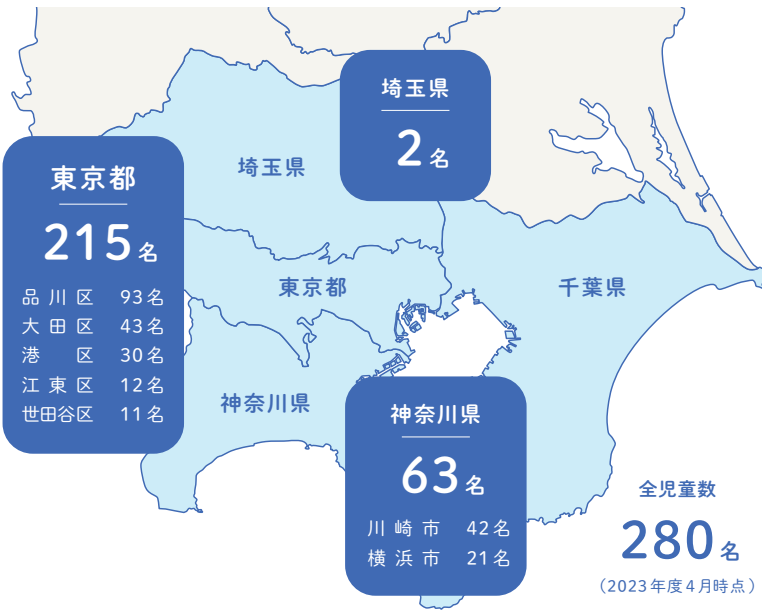 埼玉県
2名
東京都
215名
品川区 93名
大田区 43名
港区 30名
江東区 12名
世田谷区 11名
埼玉県
東京都
千葉県
神奈川県
神奈川県
63名
川崎市 42名
横浜市 21名
全児童数
280名
（2023年度4月時点）